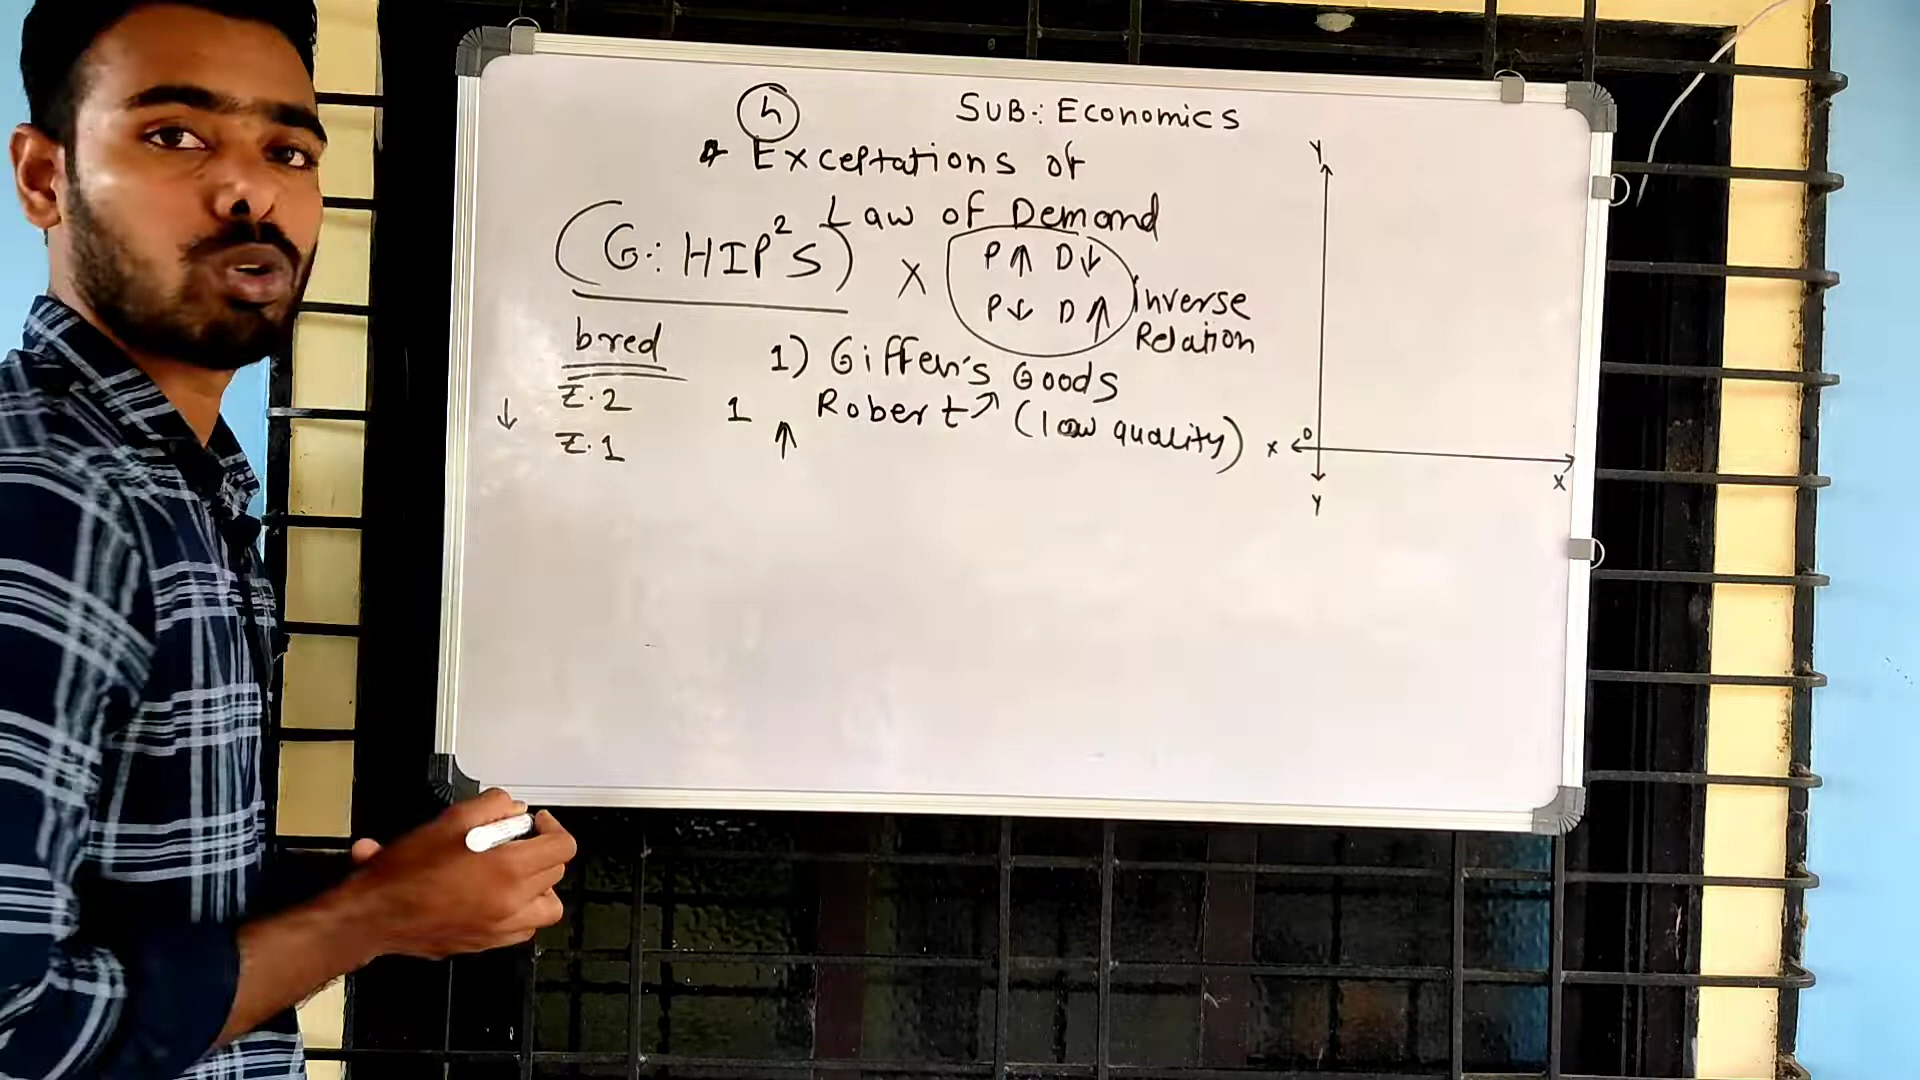 h
SUB.: Economics
* Exceptations of
Law of Demand
(G.: HIP²S)
X
P↑ D↓
P↓ D↑
inverse
Relation
bred
1) Giffen's Goods
Robert↗ (low quality)
↓ z.2
z.1
1 ↑
Y
X O X
Y